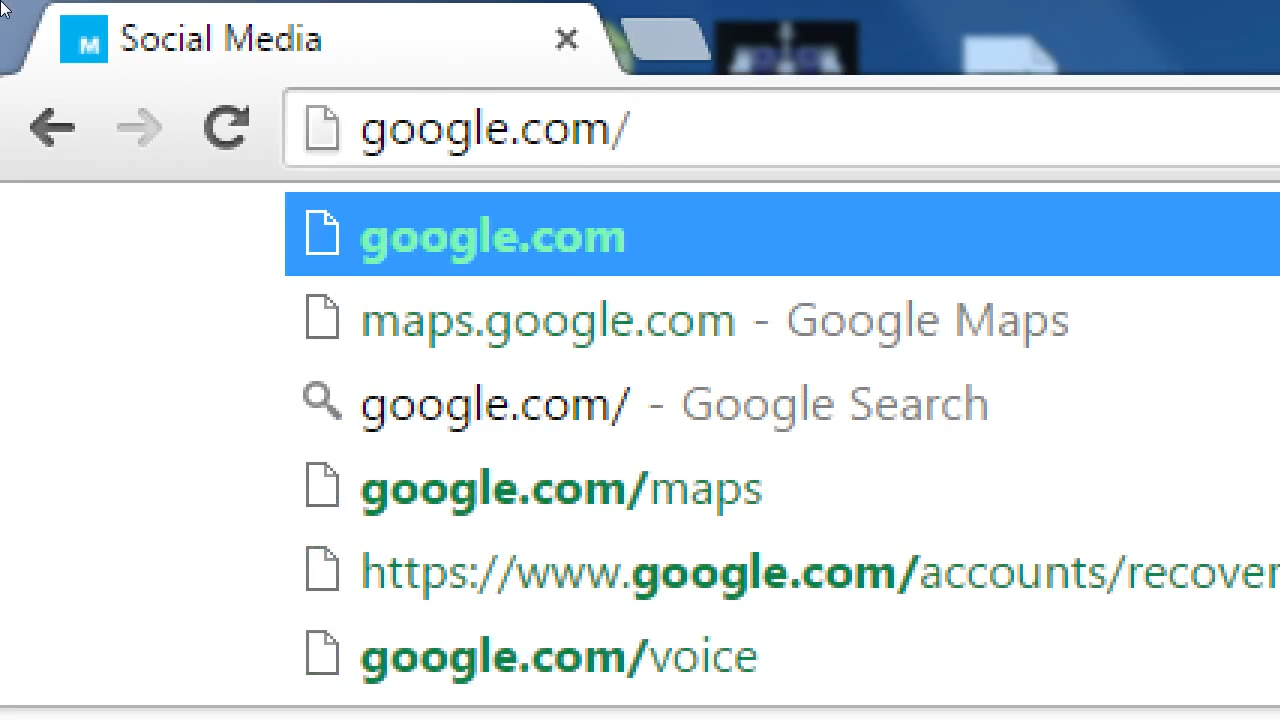 M Social Media
google.com/
google.com
maps.google.com - Google Maps
google.com/ - Google Search
google.com/maps
https://www.google.com/accounts/recover
google.com/voice